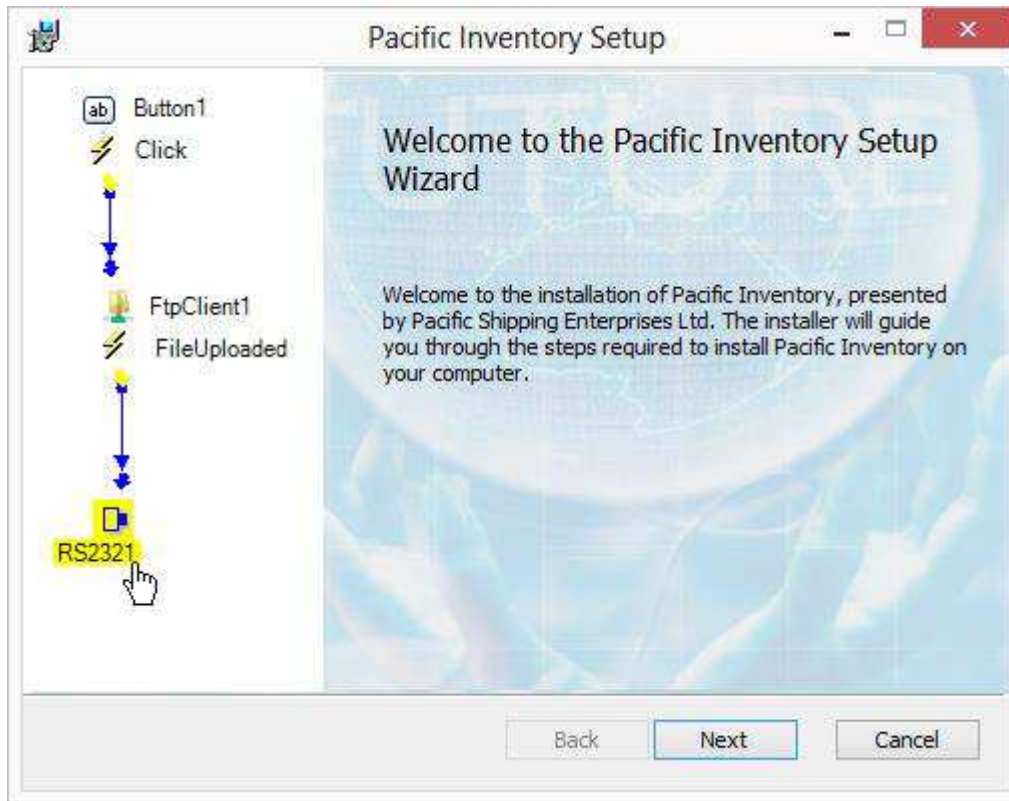 Pacific Inventory Setup
ab Button1
Click
FtpClient1
FileUploaded
RS2321
FUTURE
Welcome to the Pacific Inventory Setup
Wizard
Welcome to the installation of Pacific Inventory, presented
by Pacific Shipping Enterprises Ltd. The installer will guide
you through the steps required to install Pacific Inventory on
your computer.
Back Next Cancel